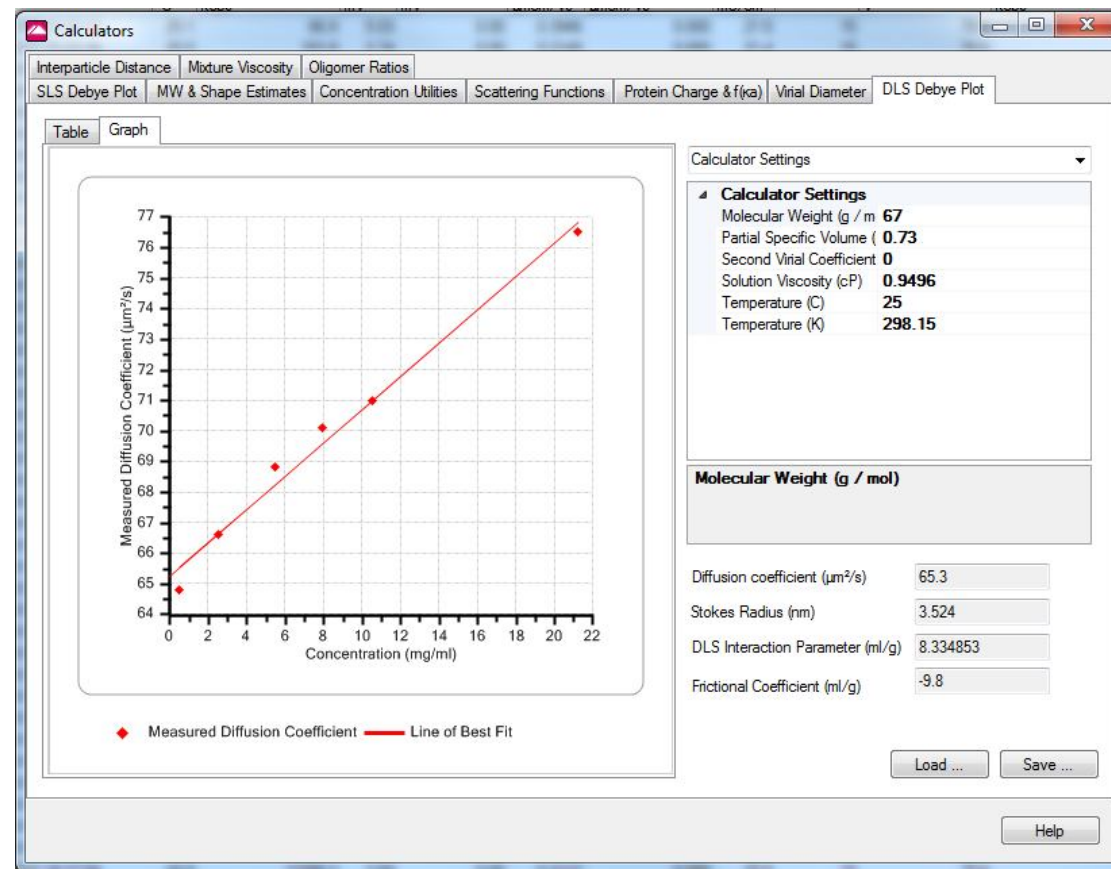 Calculators
Interparticle Distance Mixture Viscosity Oligomer Ratios
SLS Debye Plot MW & Shape Estimates Concentration Utilities Scattering Functions Protein Charge & f(κa) Virial Diameter DLS Debye Plot
Table Graph
Calculator Settings
Calculator Settings
Molecular Weight (g / m 67
Partial Specific Volume ( 0.73
Second Virial Coefficient 0
Solution Viscosity (cP) 0.9496
Temperature (C) 25
Temperature (K) 298.15
Molecular Weight (g / mol)
Diffusion coefficient (µm²/s) 65.3
Stokes Radius (nm) 3.524
DLS Interaction Parameter (ml/g) 8.334853
Frictional Coefficient (ml/g) -9.8
Measured Diffusion Coefficient (µm²/s)
77
76
75
74
73
72
71
70
69
68
67
66
65
64
0 2 4 6 8 10 12 14 16 18 20 22
Concentration (mg/ml)
Measured Diffusion Coefficient Line of Best Fit
Load ... Save ...
Help